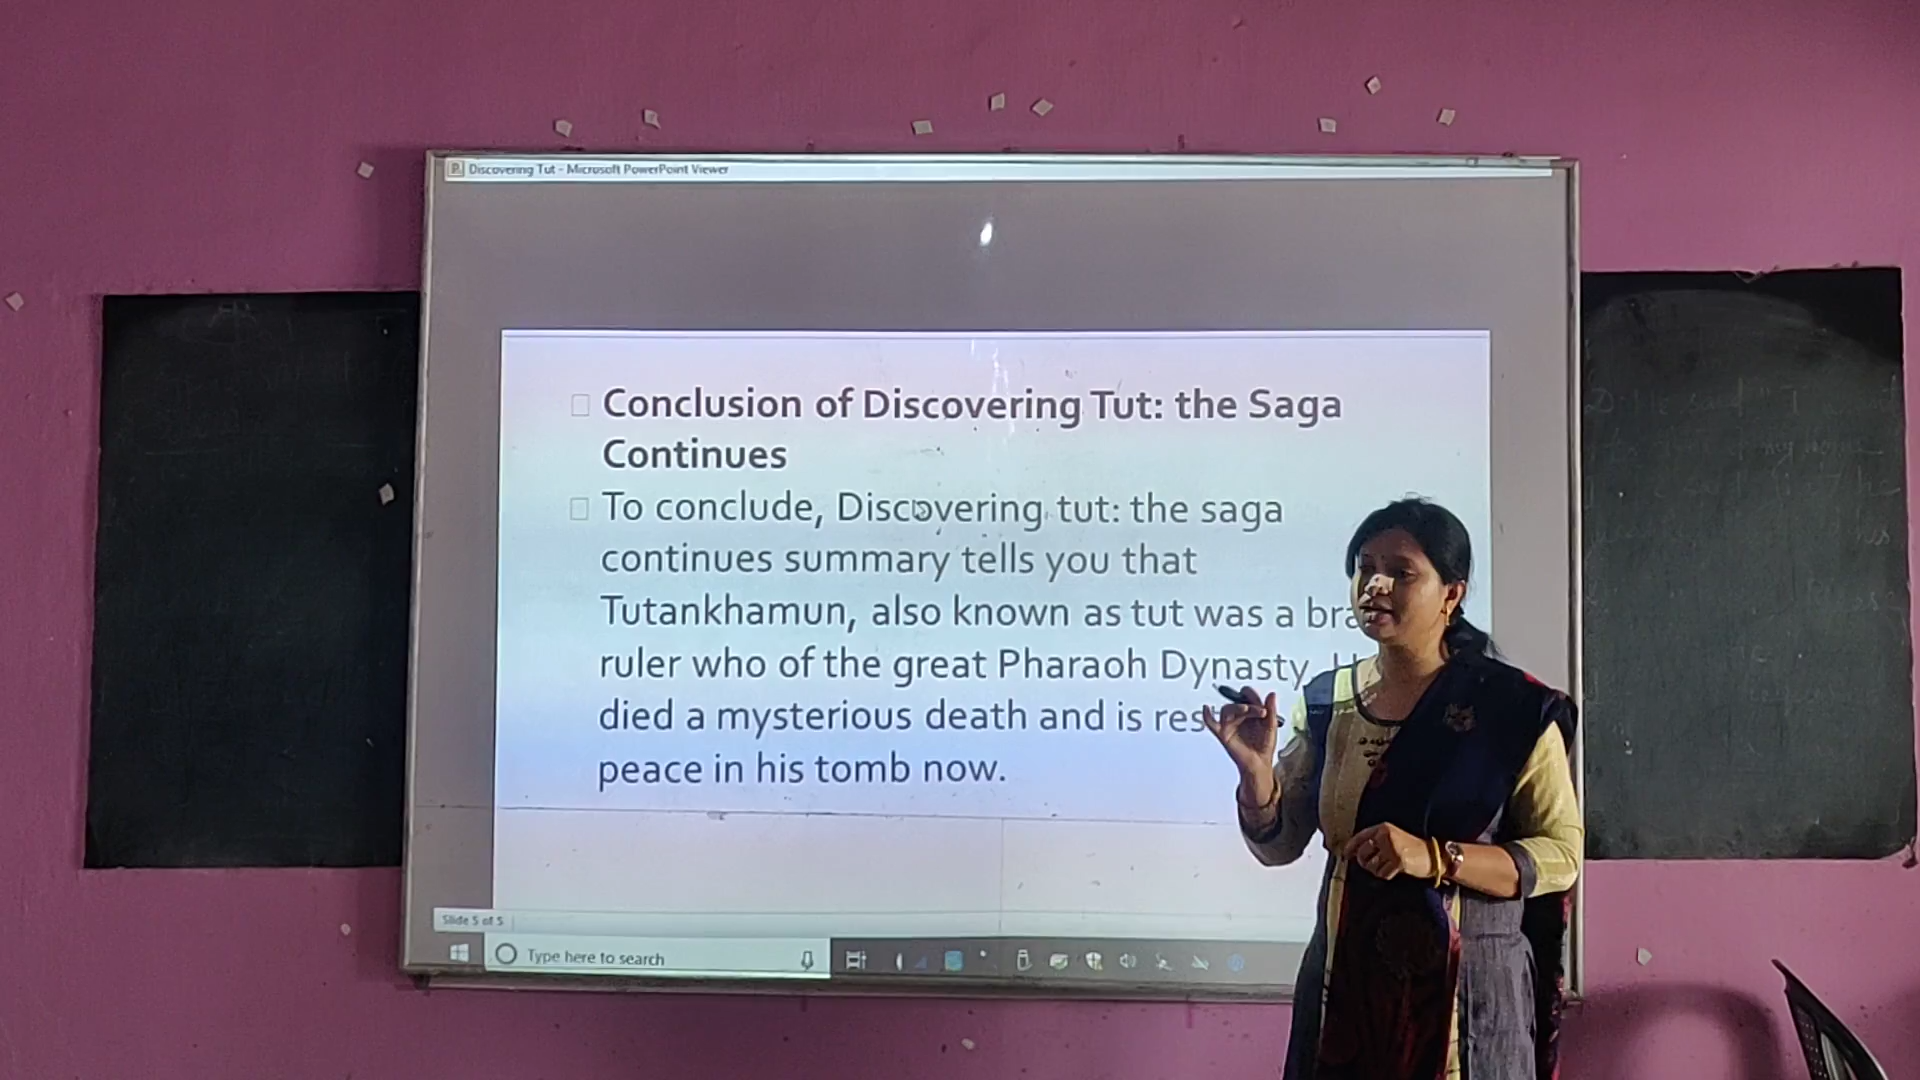 Discovering Tut - Microsoft PowerPoint Viewer
Conclusion of Discovering Tut: the Saga
Continues
To conclude, Discovering tut: the saga
continues summary tells you that
Tutankhamun, also known as tut was a
ruler who of the great Pharaoh Dynasty.
died a mysterious death and is
peace in his tomb now.
Slide 5 of 5
Type here to search